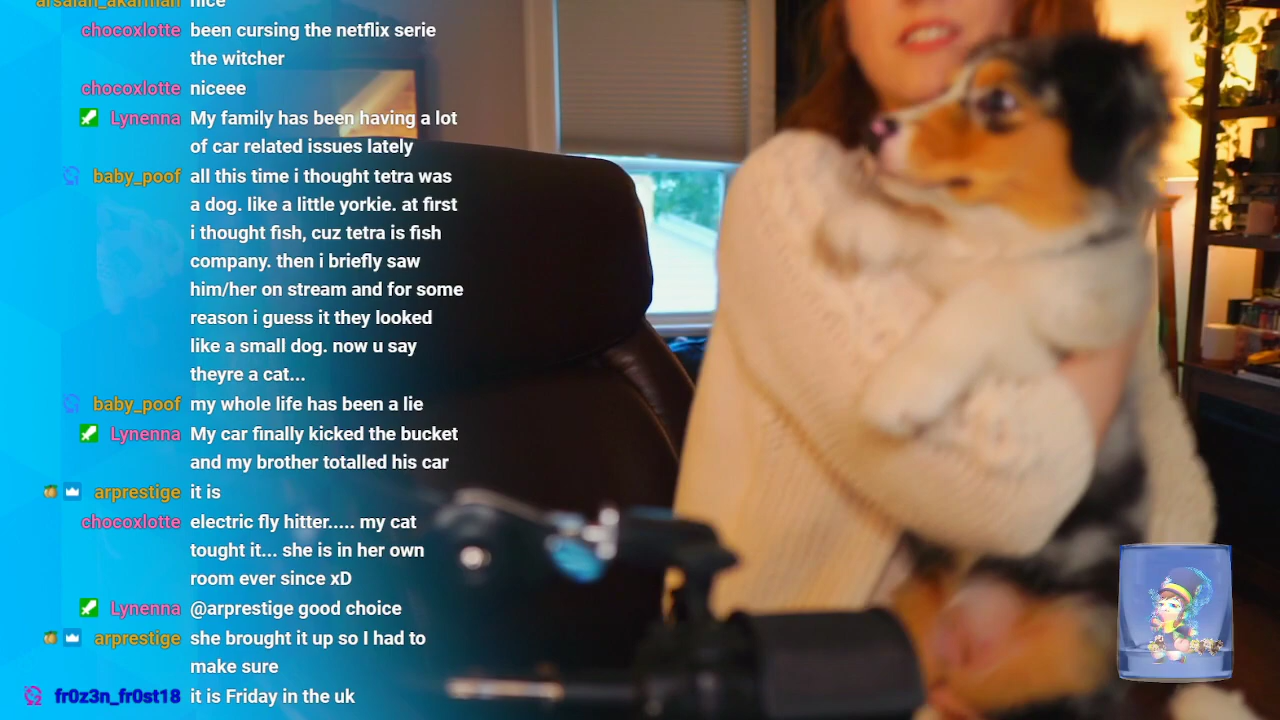 arsalan_akarman nice
chocoxlotte been cursing the netflix serie
the witcher
chocoxlotte niceee
Lynenna My family has been having a lot
of car related issues lately
baby_poof all this time i thought tetra was
a dog. like a little yorkie. at first
i thought fish, cuz tetra is fish
company. then i briefly saw
him/her on stream and for some
reason i guess it they looked
like a small dog. now u say
theyre a cat...
baby_poof my whole life has been a lie
Lynenna My car finally kicked the bucket
and my brother totalled his car
arprestige it is
chocoxlotte electric fly hitter..... my cat
tought it... she is in her own
room ever since xD
Lynenna @arprestige good choice
arprestige she brought it up so I had to
make sure
fr0z3n_fr0st18 it is Friday in the uk